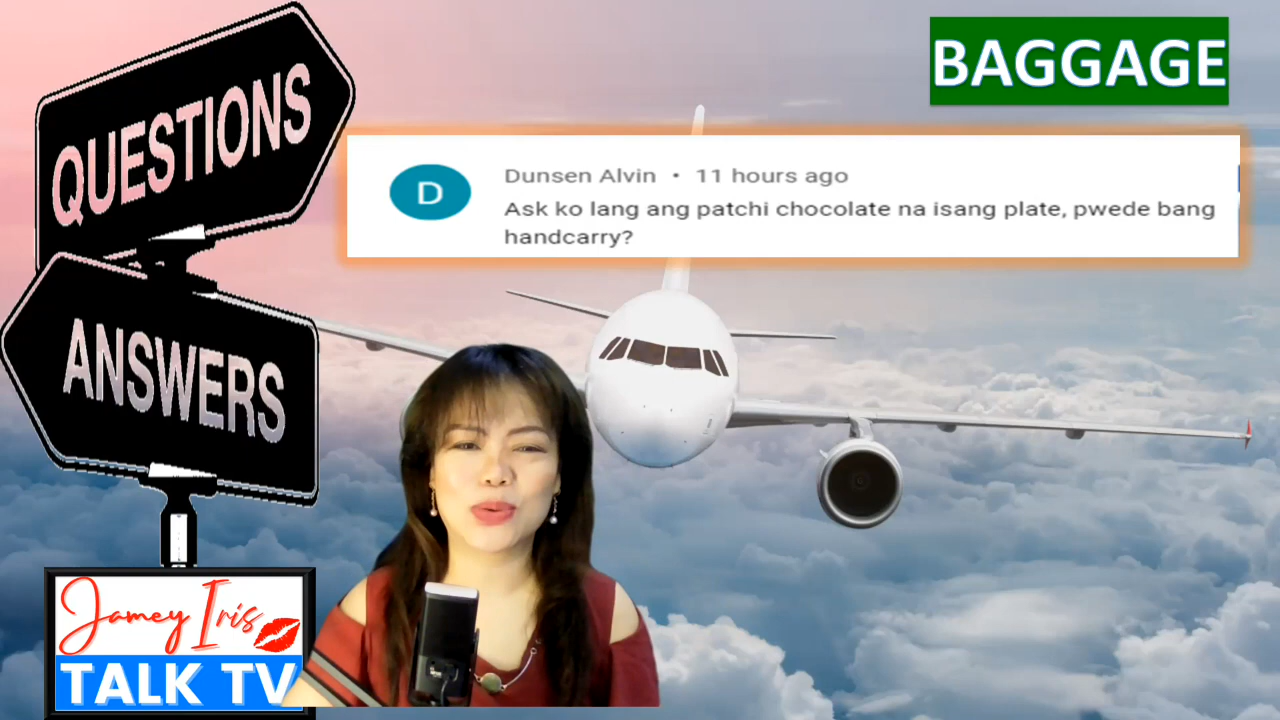 QUESTIONS
ANSWERS
BAGGAGE
D
Dunsen Alvin • 11 hours ago
Ask ko lang ang patchi chocolate na isang plate, pwede bang
handcarry?
Jamey Iris
TALK TV